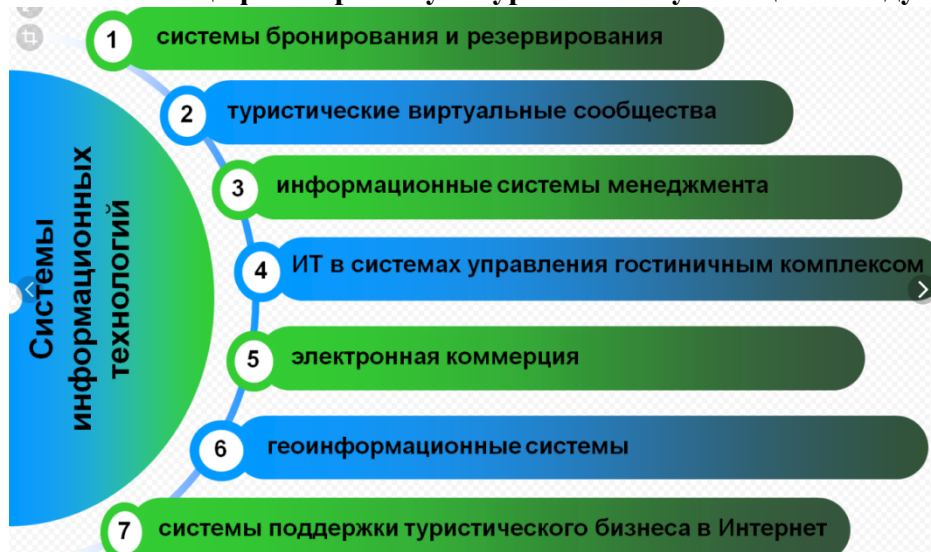 1 системы бронирования и резервирования
2 туристические виртуальные сообщества
3 информационные системы менеджмента
4 ИТ в системах управления гостиничным комплексом
5 электронная коммерция
6 геоинформационные системы
7 системы поддержки туристического бизнеса в Интернет
Системы
информационных
технологий